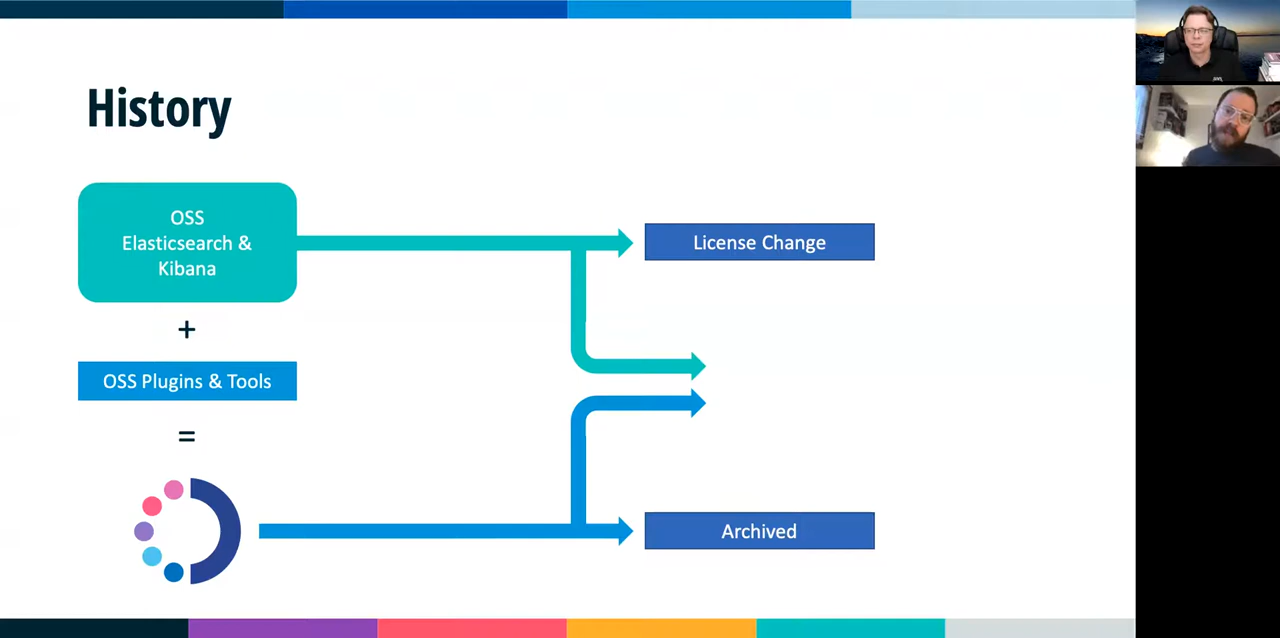 History
OSS
Elasticsearch &
Kibana
+
OSS Plugins & Tools
=
License Change
Archived